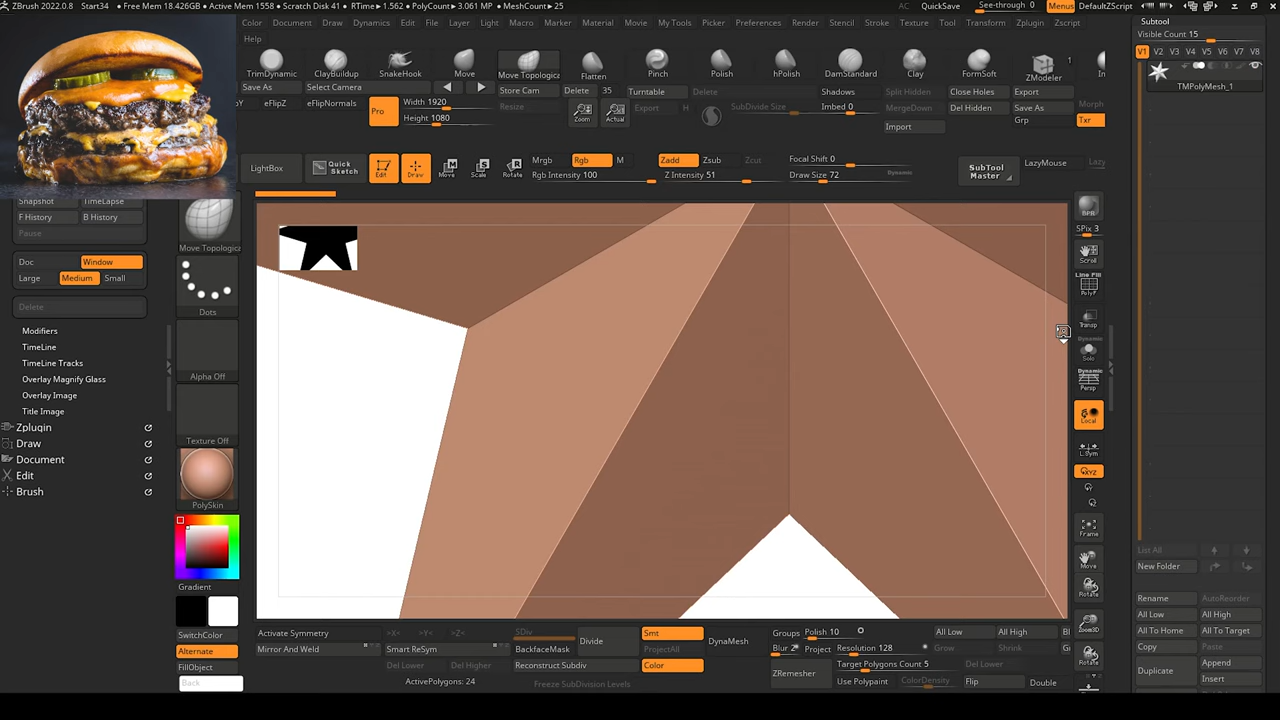 ZBrush 2022.0.8 Start34 • Free Mem 18.426GB • Active Mem 1558 • Scratch Disk 41 • RTime▸1.562 • PolyCount▸3.061 MP • MeshCount▸25 AC QuickSave See-through 0 Menus DefaultZScript
Color Document Draw Dynamics Edit File Layer Light Macro Marker Material Movie My Tools Picker Preferences Render Stencil Stroke Texture Tool Transform Zplugin Zscript
Help
Subtool
Visible Count 15
V1 V2 V3 V4 V5 V6 V7 V8
TMPolyMesh_1
TrimDynamic ClayBuildup SnakeHook Move Move Topologic Flatten Pinch Polish hPolish DamStandard Clay FormSoft ZModeler 1
Save As Select Camera Store Cam Delete 35 Turntable Delete Shadows Imbed 0 Split Hidden Close Holes Export
eFlipZ eFlipNormals Pro Width 1920 Resize Zoom Actual Export H SubDivide Size MergeDown Del Hidden Save As Morph
Height 1080 Import Grp Txr
LightBox Quick Sketch Edit Draw Move Scale Rotate Mrgb Rgb M Zadd Zsub Zcut Focal Shift 0 SubTool Master LazyMouse
Rgb Intensity 100 Z Intensity 51 Draw Size 72 Dynamic
Snapshot TimeLapse
F History B History
Pause
Doc Window
Large Medium Small
Delete
Modifiers
TimeLine
TimeLine Tracks
Overlay Magnify Glass
Overlay Image
Title Image
Zplugin
Draw
Document
Edit
Brush
Move Topologic
Dots
Alpha Off
Texture Off
PolySkin
Gradient
SwitchColor
Alternate
FillObject
Back
BPR
SPix 3
Scroll
Line Fill
PolyF
Transp
Dynamic
Solo
Dynamic
Persp
Local
L.Sym
XYZ
Frame
Move
Rotate
Zoom3D
Rotate
List All
New Folder
Rename AutoReorder
All Low All High
All To Home All To Target
Copy Paste
Duplicate Append
Insert
Activate Symmetry >X< >Y< >Z< SDiv Divide Smt DynaMesh Groups Polish 10 All Low All High
Mirror And Weld Smart ReSym BackfaceMask ProjectAll Blur 2 Project Resolution 128 Grow Shrink
Del Lower Del Higher Reconstruct Subdiv Color ZRemesher Target Polygons Count 5 Del Lower
ActivePolygons: 24 Freeze SubDivision Levels Use Polypaint ColorDensity Flip Double